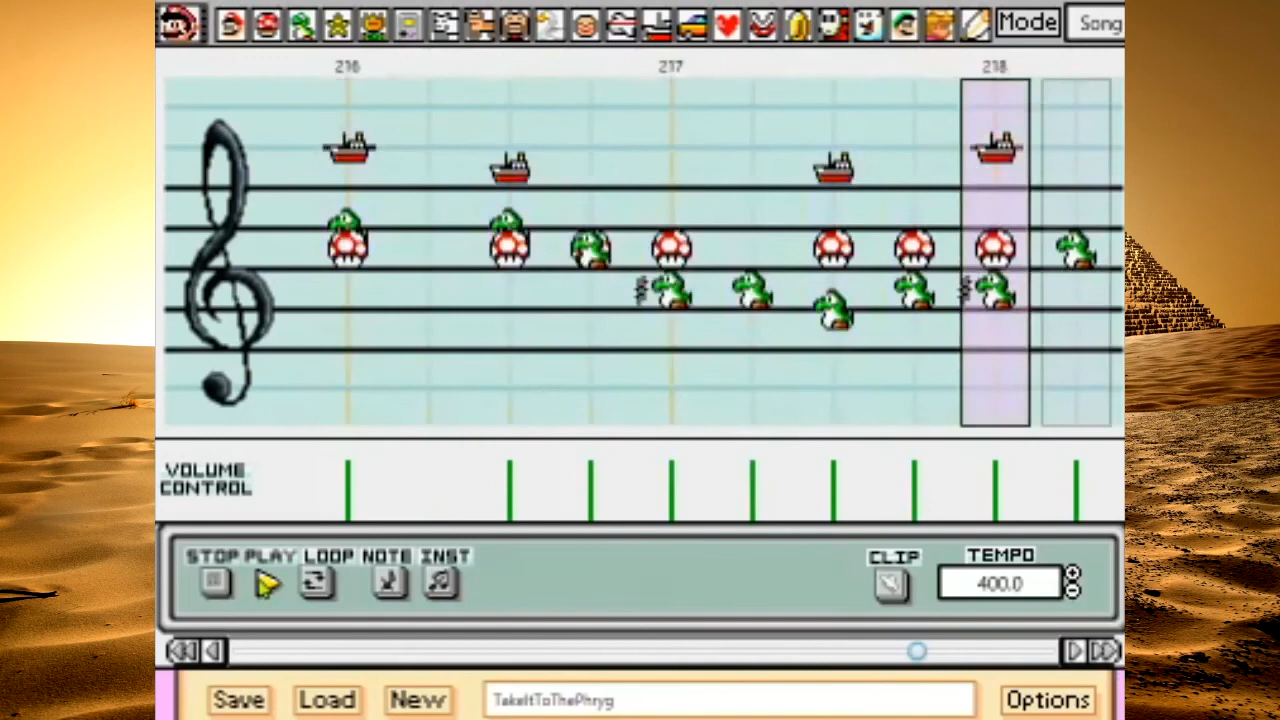 Mode Song
216 217 218
VOLUME
CONTROL
STOP PLAY LOOP NOTE INST CLIP TEMPO
400.0
Save Load New TakeItToThePhryg Options